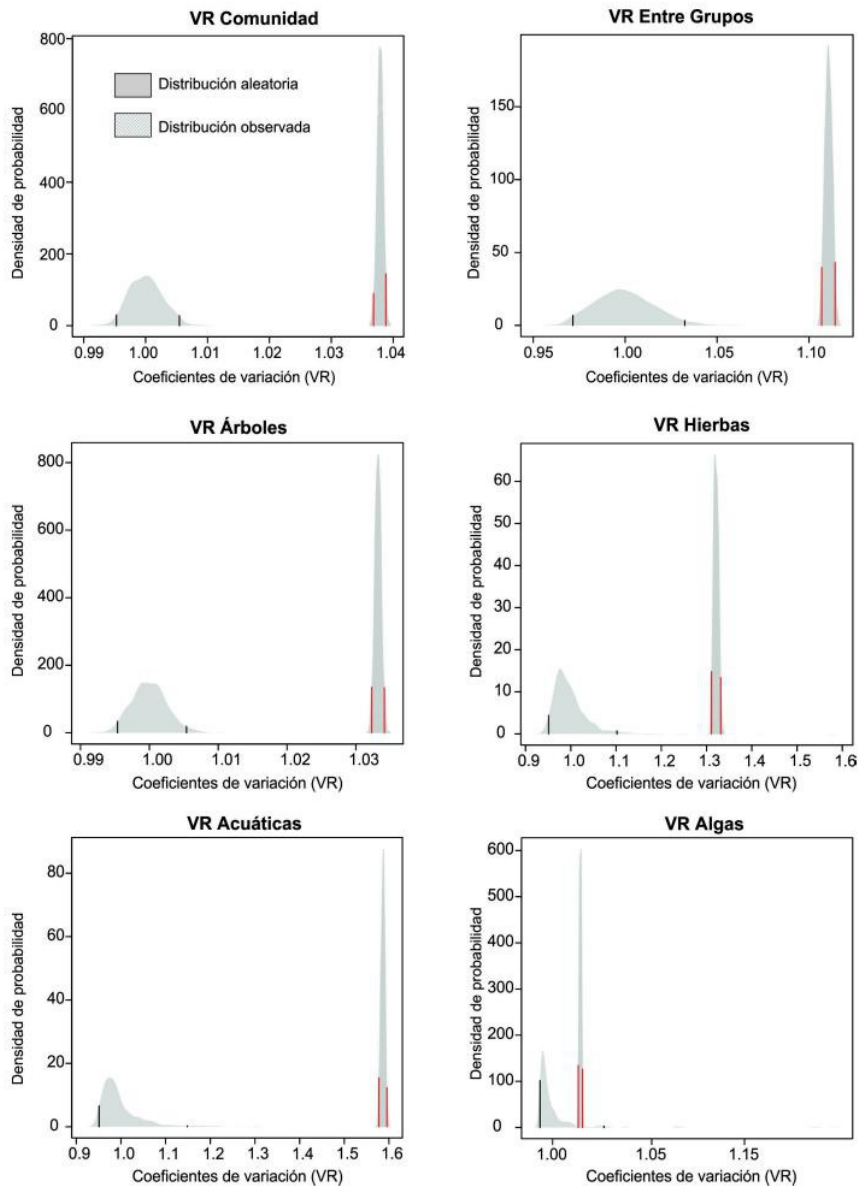 VR Comunidad
800
600
400
200
0
Densidad de probabilidad
Distribución aleatoria
Distribución observada
0.99 1.00 1.01 1.02 1.03 1.04
Coeficientes de variación (VR)
VR Entre Grupos
150
100
50
0
Densidad de probabilidad
0.95 1.00 1.05 1.10
Coeficientes de variación (VR)
VR Árboles
800
600
400
200
0
Densidad de probabilidad
0.99 1.00 1.01 1.02 1.03
Coeficientes de variación (VR)
VR Hierbas
60
50
40
30
20
10
0
Densidad de probabilidad
0.9 1.0 1.1 1.2 1.3 1.4 1.5 1.6
Coeficientes de variación (VR)
VR Acuáticas
80
60
40
20
0
Densidad de probabilidad
0.9 1.0 1.1 1.2 1.3 1.4 1.5 1.6
Coeficientes de variación (VR)
VR Algas
600
500
400
300
200
100
0
Densidad de probabilidad
1.00 1.05 1.15
Coeficientes de variación (VR)